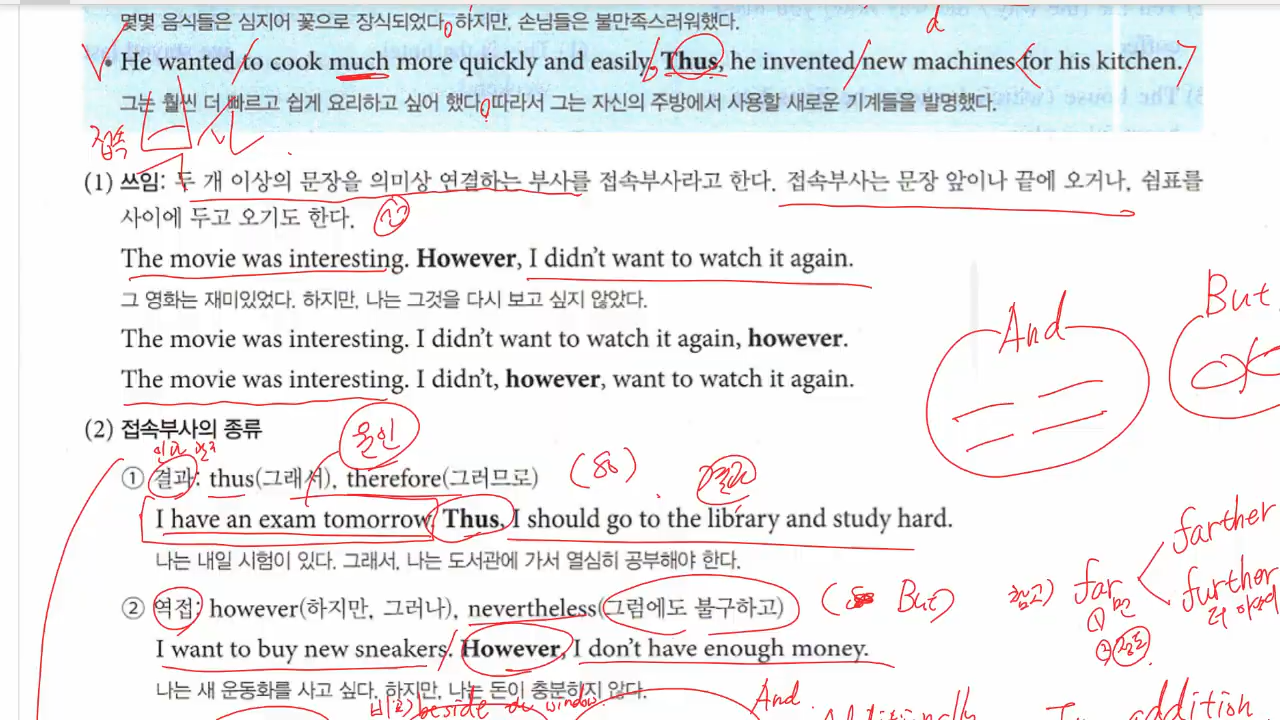 몇몇 음식들은 심지어 꽃으로 장식되었다. 하지만, 손님들은 불만족스러워했다.
d
• He wanted to cook much more quickly and easily. Thus, he invented new machines for his kitchen.
그는 훨씬 더 빠르고 쉽게 요리하고 싶어 했다. 따라서 그는 자신의 주방에서 사용할 새로운 기계들을 발명했다.
접속
(1) 쓰임: 두 개 이상의 문장을 의미상 연결하는 부사를 접속부사라고 한다. 접속부사는 문장 앞이나 끝에 오거나, 쉼표를
사이에 두고 오기도 한다.
The movie was interesting. However, I didn't want to watch it again.
그 영화는 재미있었다. 하지만, 나는 그것을 다시 보고 싶지 않았다.
But
And
The movie was interesting. I didn't want to watch it again, however.
The movie was interesting. I didn't, however, want to watch it again.
(2) 접속부사의 종류
원인
① 결과: thus(그래서), therefore(그러므로) (so) 결과
I have an exam tomorrow. Thus, I should go to the library and study hard.
farther
나는 내일 시험이 있다. 그래서, 나는 도서관에 가서 열심히 공부해야 한다.
참고) far further
② 역접: however(하지만, 그러나), nevertheless(그럼에도 불구하고) (But)
① 먼
② 정도
I want to buy new sneakers. However, I don't have enough money.
나는 새 운동화를 사고 싶다. 하지만, 나는 돈이 충분하지 않다.
beside window And
Additionally In addition